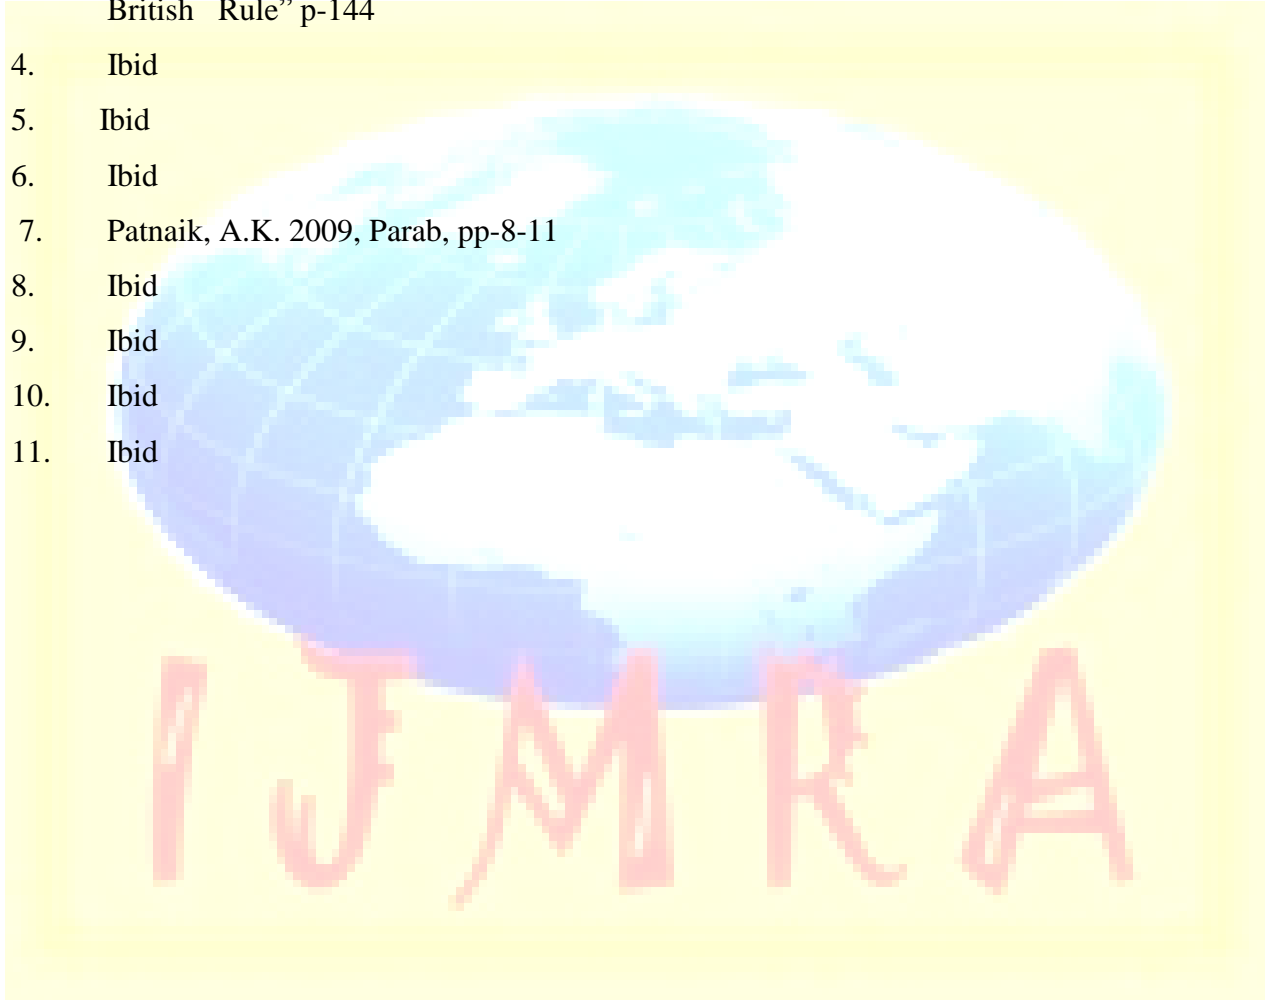 British Rule” p-144
4. Ibid
5. Ibid
6. Ibid
7. Patnaik, A.K. 2009, Parab, pp-8-11
8. Ibid
9. Ibid
10. Ibid
11. Ibid
IJMRA